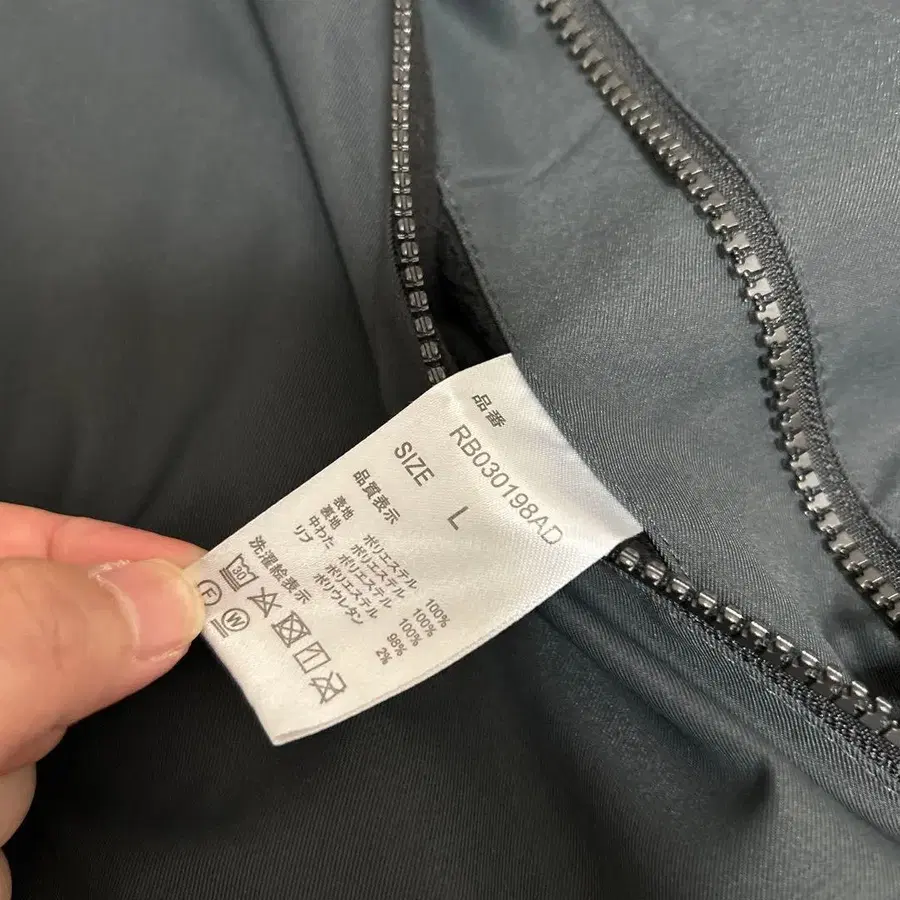 品番
RB030198AD
SIZE
L
品質表示
表地 ポリエステル 100%
裏地 ポリエステル 100%
中わた ポリエステル 100%
リブ ポリエステル 98%
ポリウレタン 2%
洗濯絵表示
30
F
W